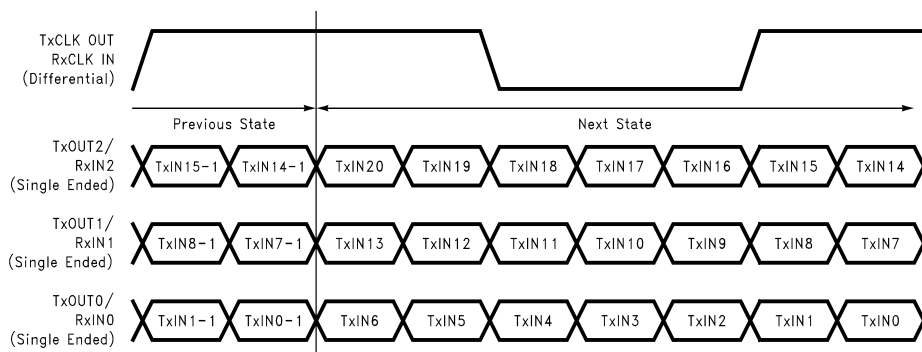 TxCLK OUT
RxCLK IN
(Differential)
Previous State
Next State
TxOUT2/
RxIN2
(Single Ended)
TxIN15-1 TxIN14-1 TxIN20 TxIN19 TxIN18 TxIN17 TxIN16 TxIN15 TxIN14
TxOUT1/
RxIN1
(Single Ended)
TxIN8-1 TxIN7-1 TxIN13 TxIN12 TxIN11 TxIN10 TxIN9 TxIN8 TxIN7
TxOUT0/
RxIN0
(Single Ended)
TxIN1-1 TxIN0-1 TxIN6 TxIN5 TxIN4 TxIN3 TxIN2 TxIN1 TxIN0